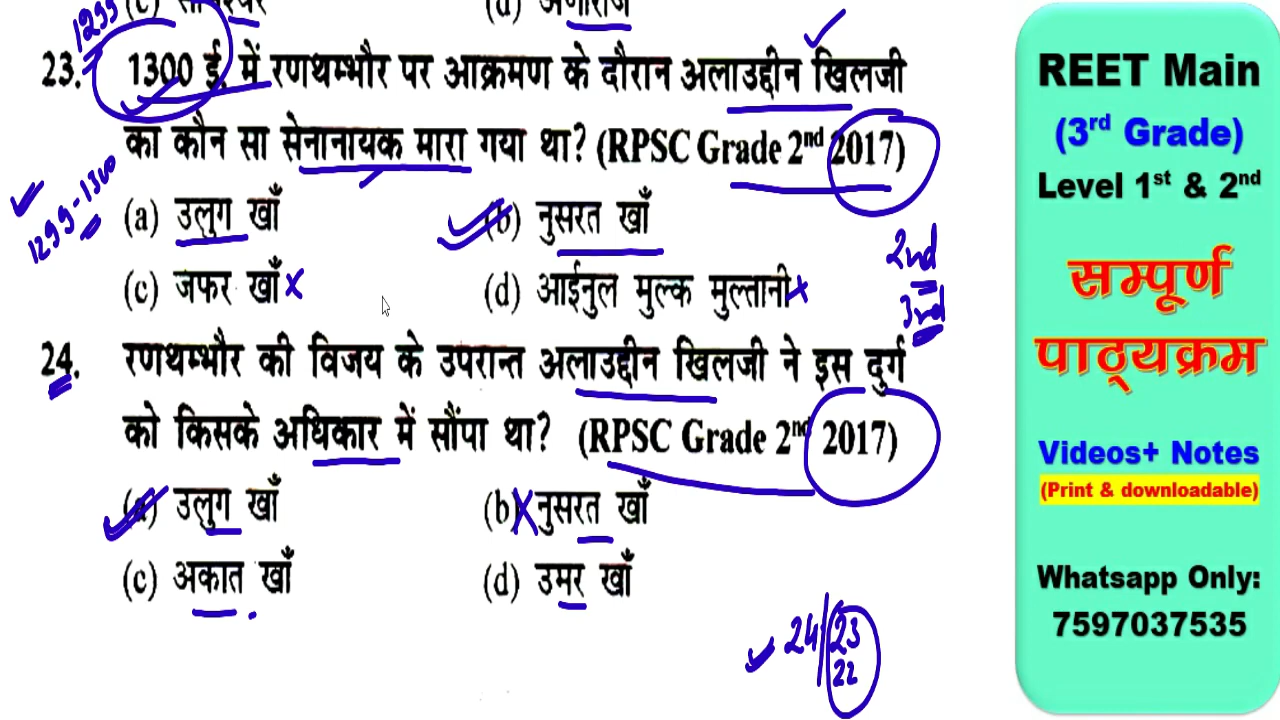 1299
(d) अर्णोराज
23. 1300 ई. में रणथम्भौर पर आक्रमण के दौरान अलाउद्दीन खिलजी
का कौन सा सेनानायक मारा गया था? (RPSC Grade 2nd 2017)
1299-1300
(a) उलुग खाँ (b) नुसरत खाँ
(c) जफर खाँ (d) आईनुल मुल्क मुल्तानी
2nd
3rd
24. रणथम्भौर की विजय के उपरान्त अलाउद्दीन खिलजी ने इस दुर्ग
को किसके अधिकार में सौंपा था? (RPSC Grade 2nd 2017)
(a) उलुग खाँ (b) नुसरत खाँ
(c) अकात खाँ (d) उमर खाँ
24/23
22
REET Main
(3rd Grade)
Level 1st & 2nd
सम्पूर्ण
पाठ्यक्रम
Videos+ Notes
(Print & downloadable)
Whatsapp Only:
7597037535